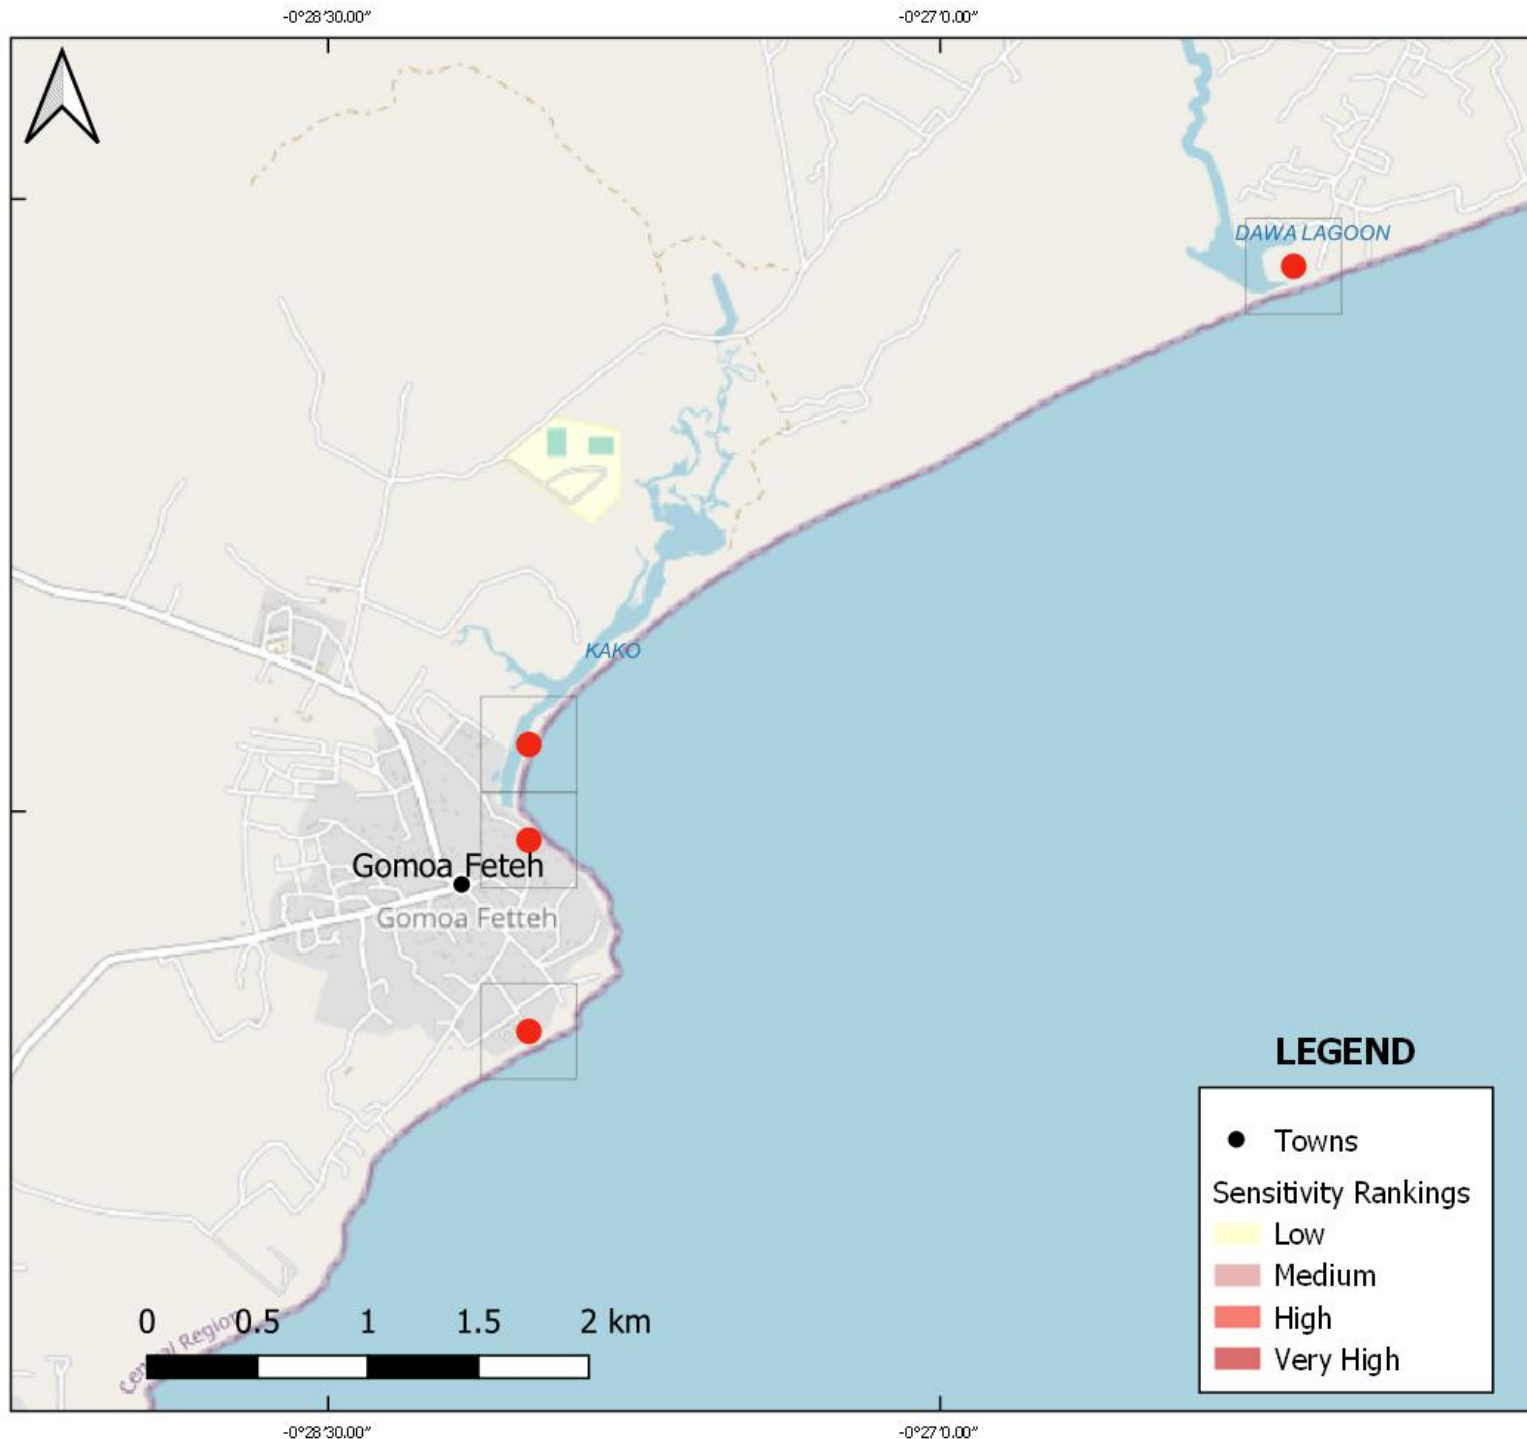 -0°28'30.00" -0°27'0.00"
DAWA LAGOON
KAKO
Gomoa Feteh
Gomoa Fetteh
LEGEND
Towns
Sensitivity Rankings
Low
Medium
High
Very High
0 0.5 1 1.5 2 km
Central Region
-0°28'30.00" -0°27'0.00"